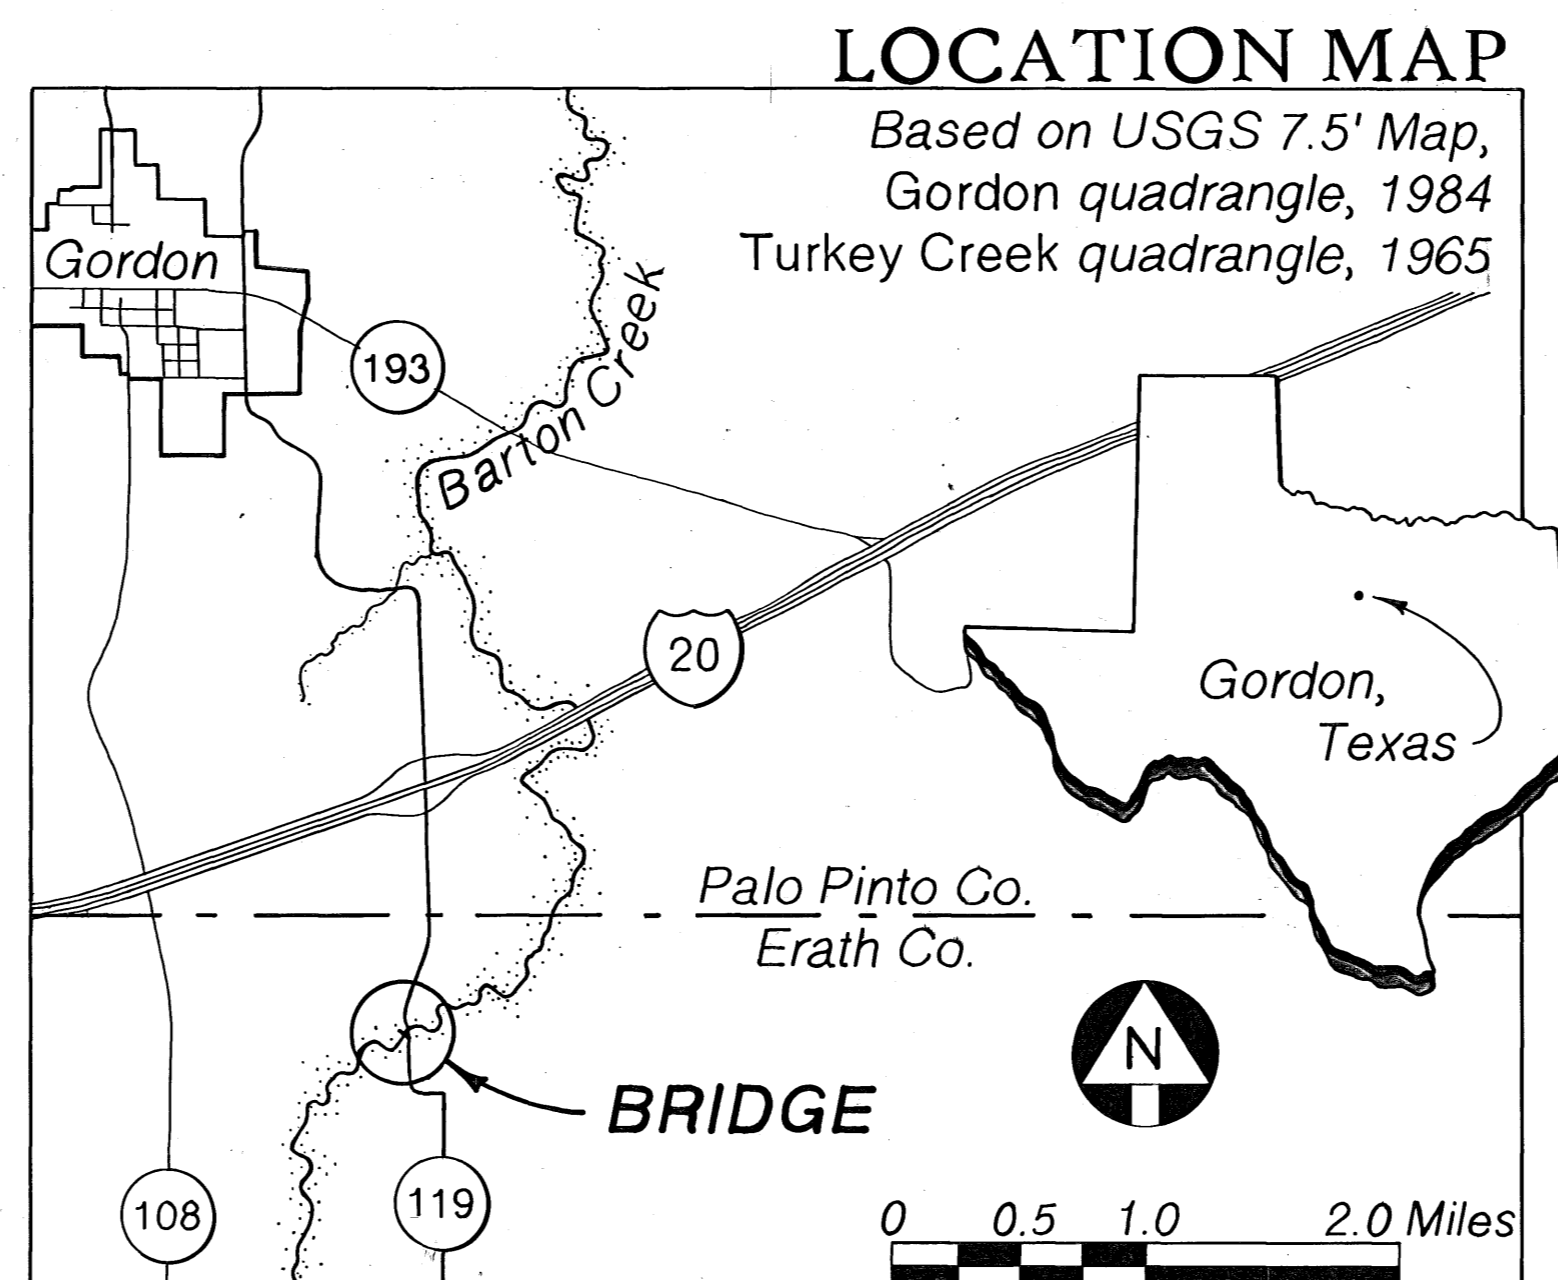 LOCATION MAP
Based on USGS 7.5' Map,
Gordon quadrangle, 1984
Turkey Creek quadrangle, 1965
Gordon
193
Barton Creek
20
Gordon,
Texas
Palo Pinto Co.
Erath Co.
N
BRIDGE
108
119
0 0.5 1.0 2.0 Miles